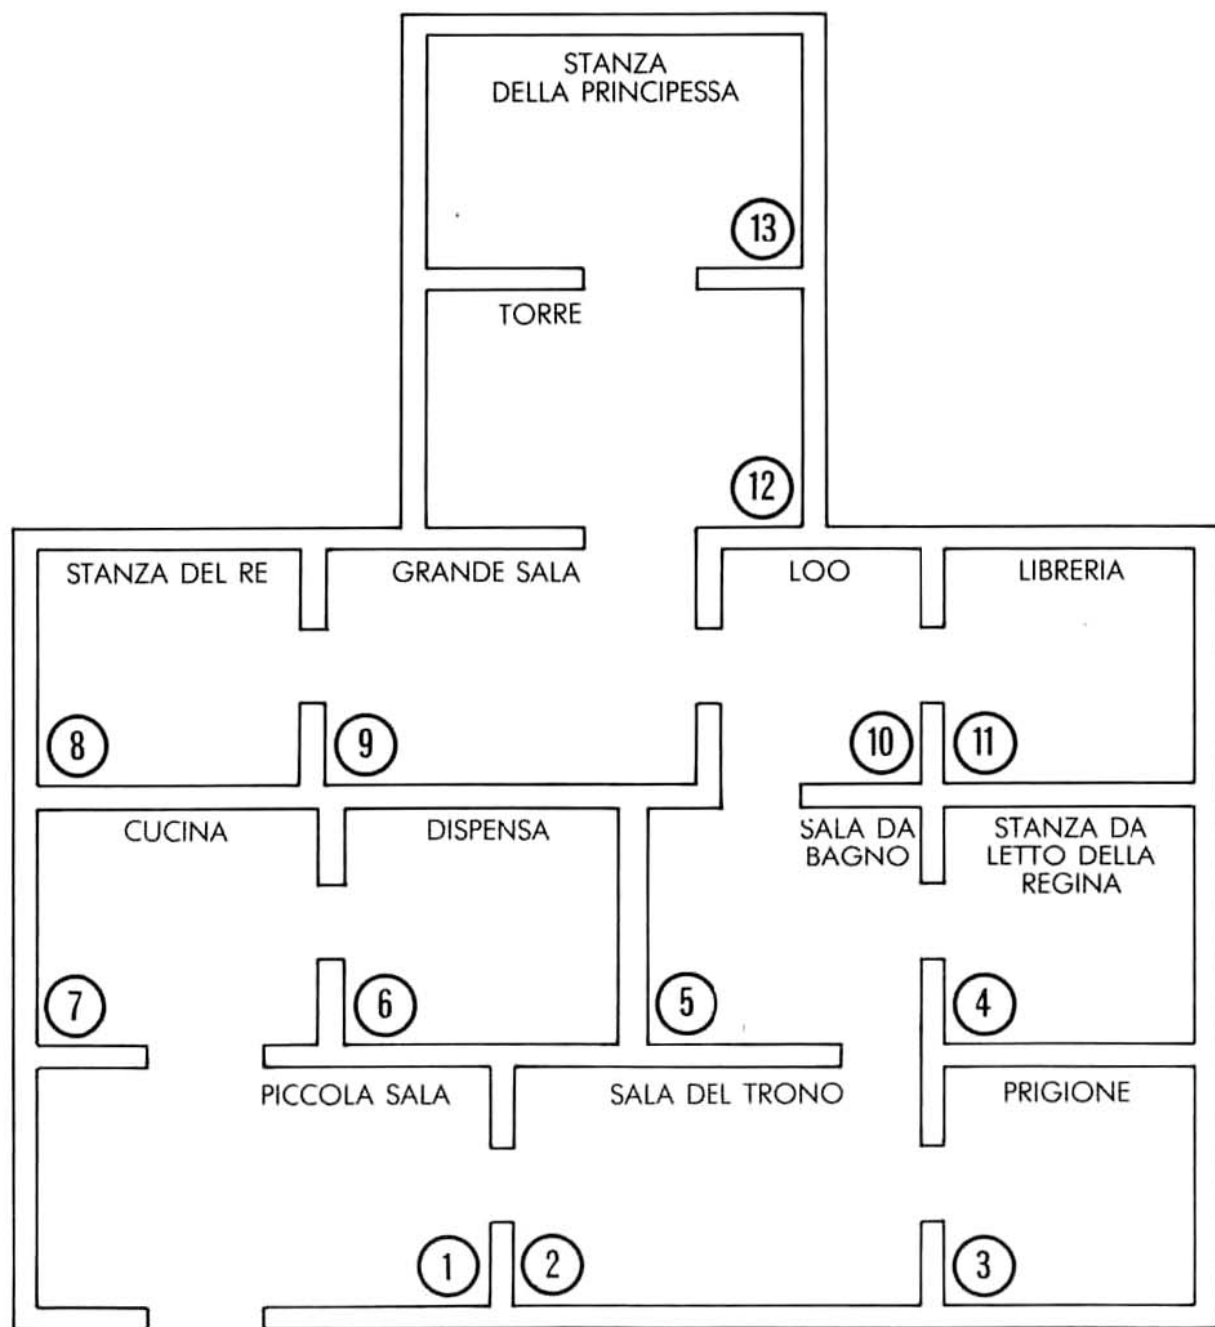 STANZA
DELLA PRINCIPESSA
13
TORRE
12
STANZA DEL RE
GRANDE SALA
LOO
LIBRERIA
8
9
10
11
CUCINA
DISPENSA
SALA DA
BAGNO
STANZA DA
LETTO DELLA
REGINA
7
6
5
4
PICCOLA SALA
SALA DEL TRONO
PRIGIONE
1
2
3